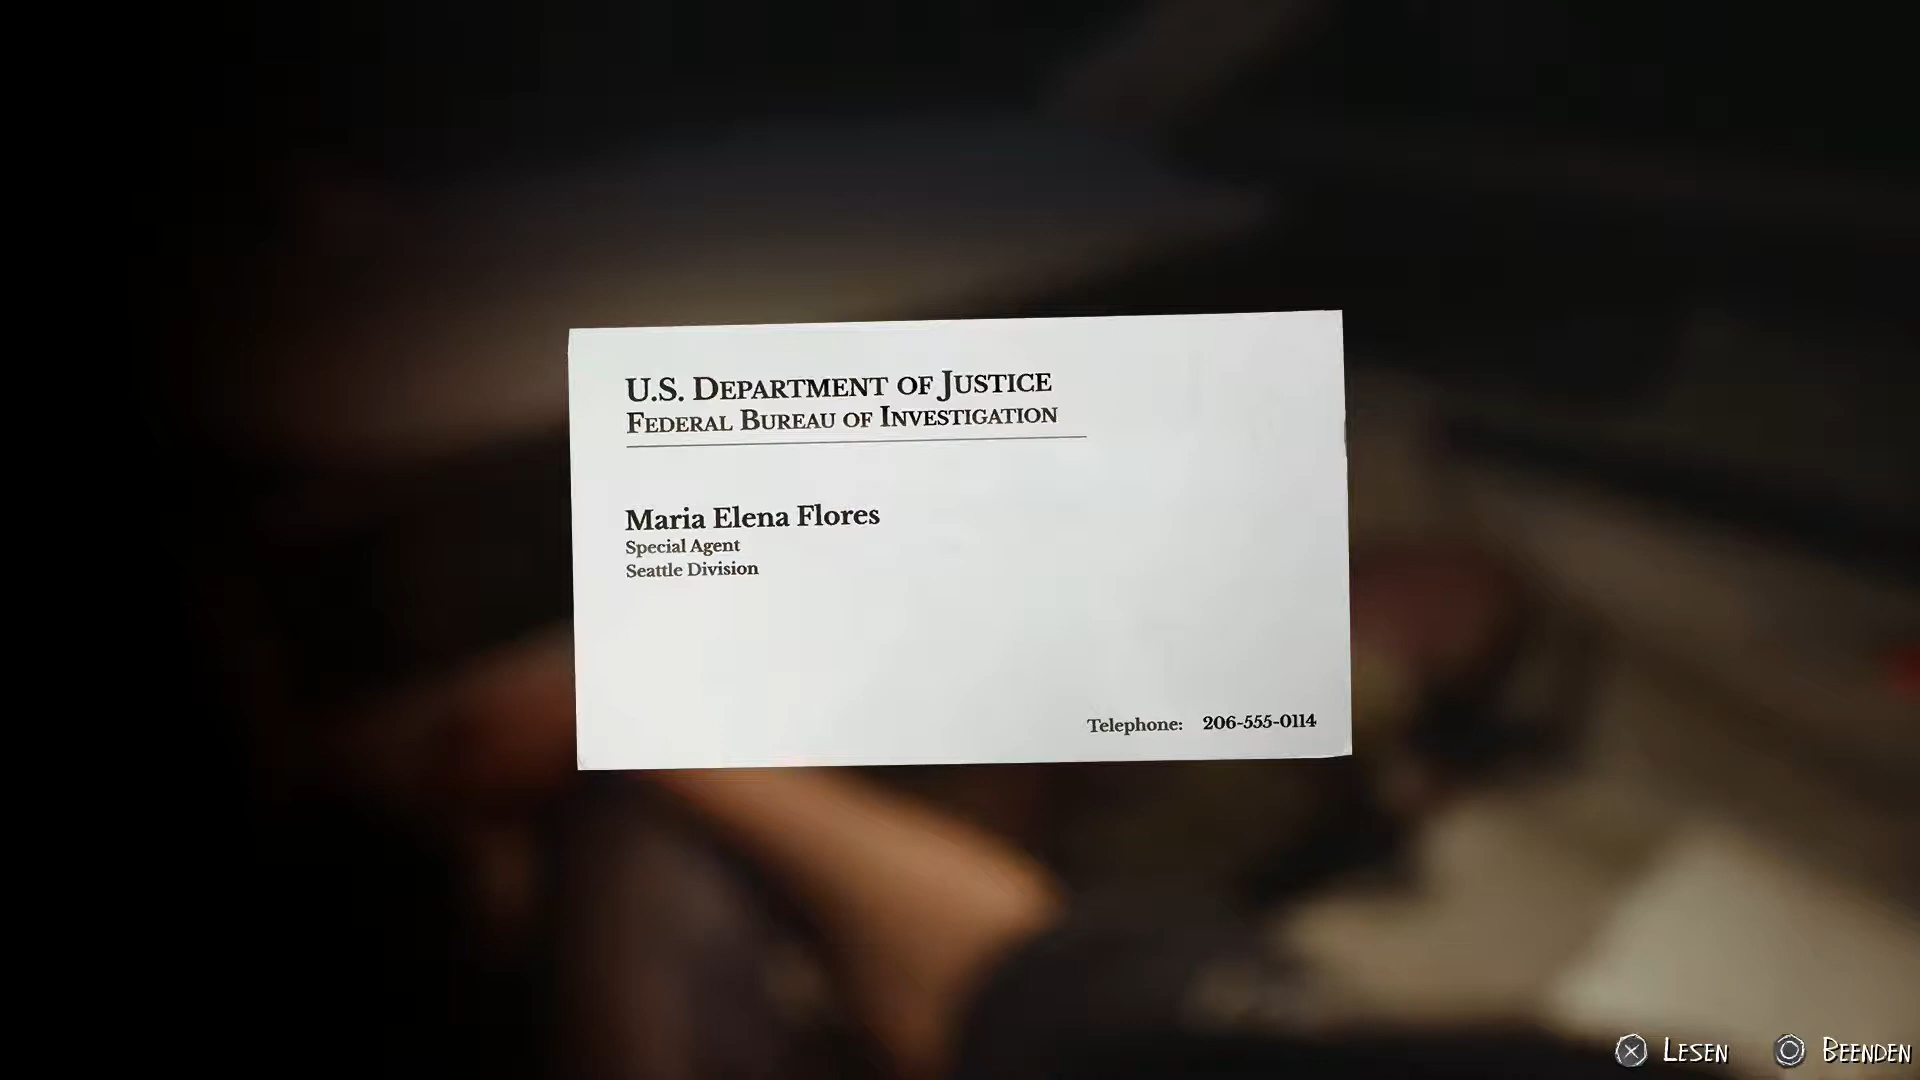 U.S. DEPARTMENT OF JUSTICE
FEDERAL BUREAU OF INVESTIGATION
Maria Elena Flores
Special Agent
Seattle Division
Telephone: 206-555-0114
LESEN BEENDEN